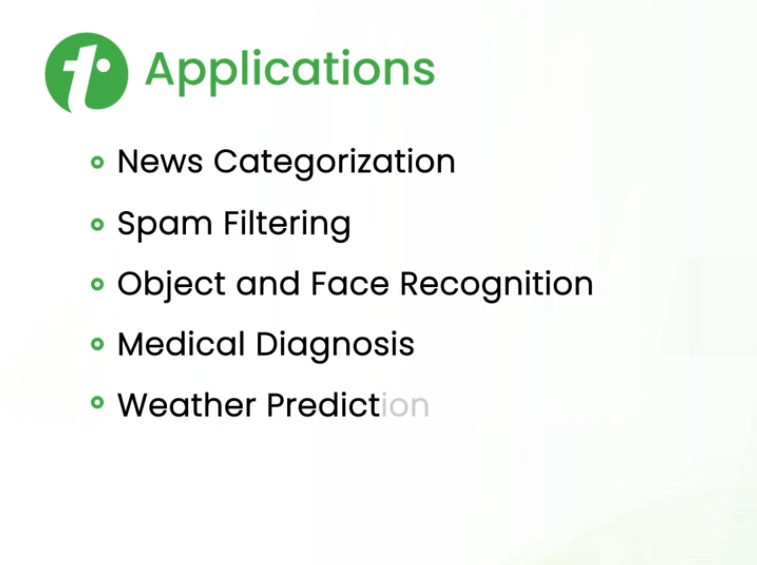 Applications
News Categorization
Spam Filtering
Object and Face Recognition
Medical Diagnosis
Weather Prediction